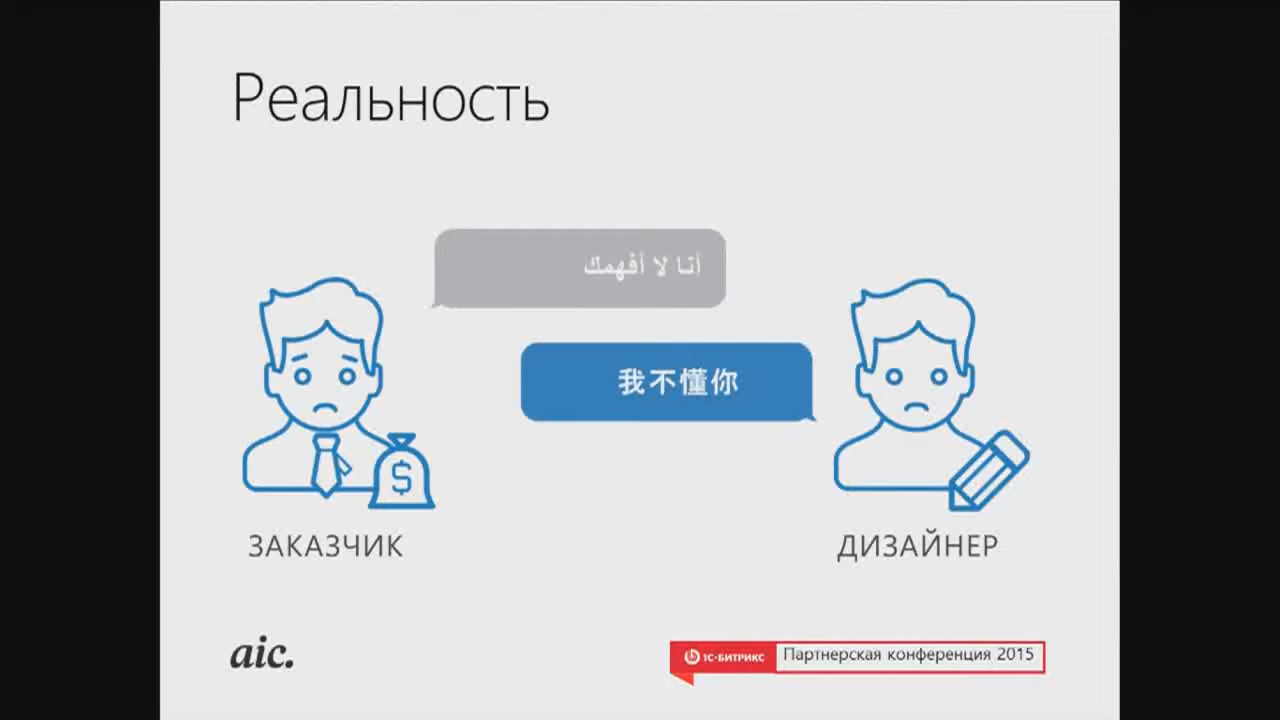 Реальность
أنا لا أفهمك
我不懂你
$
ЗАКАЗЧИК
ДИЗАЙНЕР
aic.
1С-БИТРИКС Партнерская конференция 2015